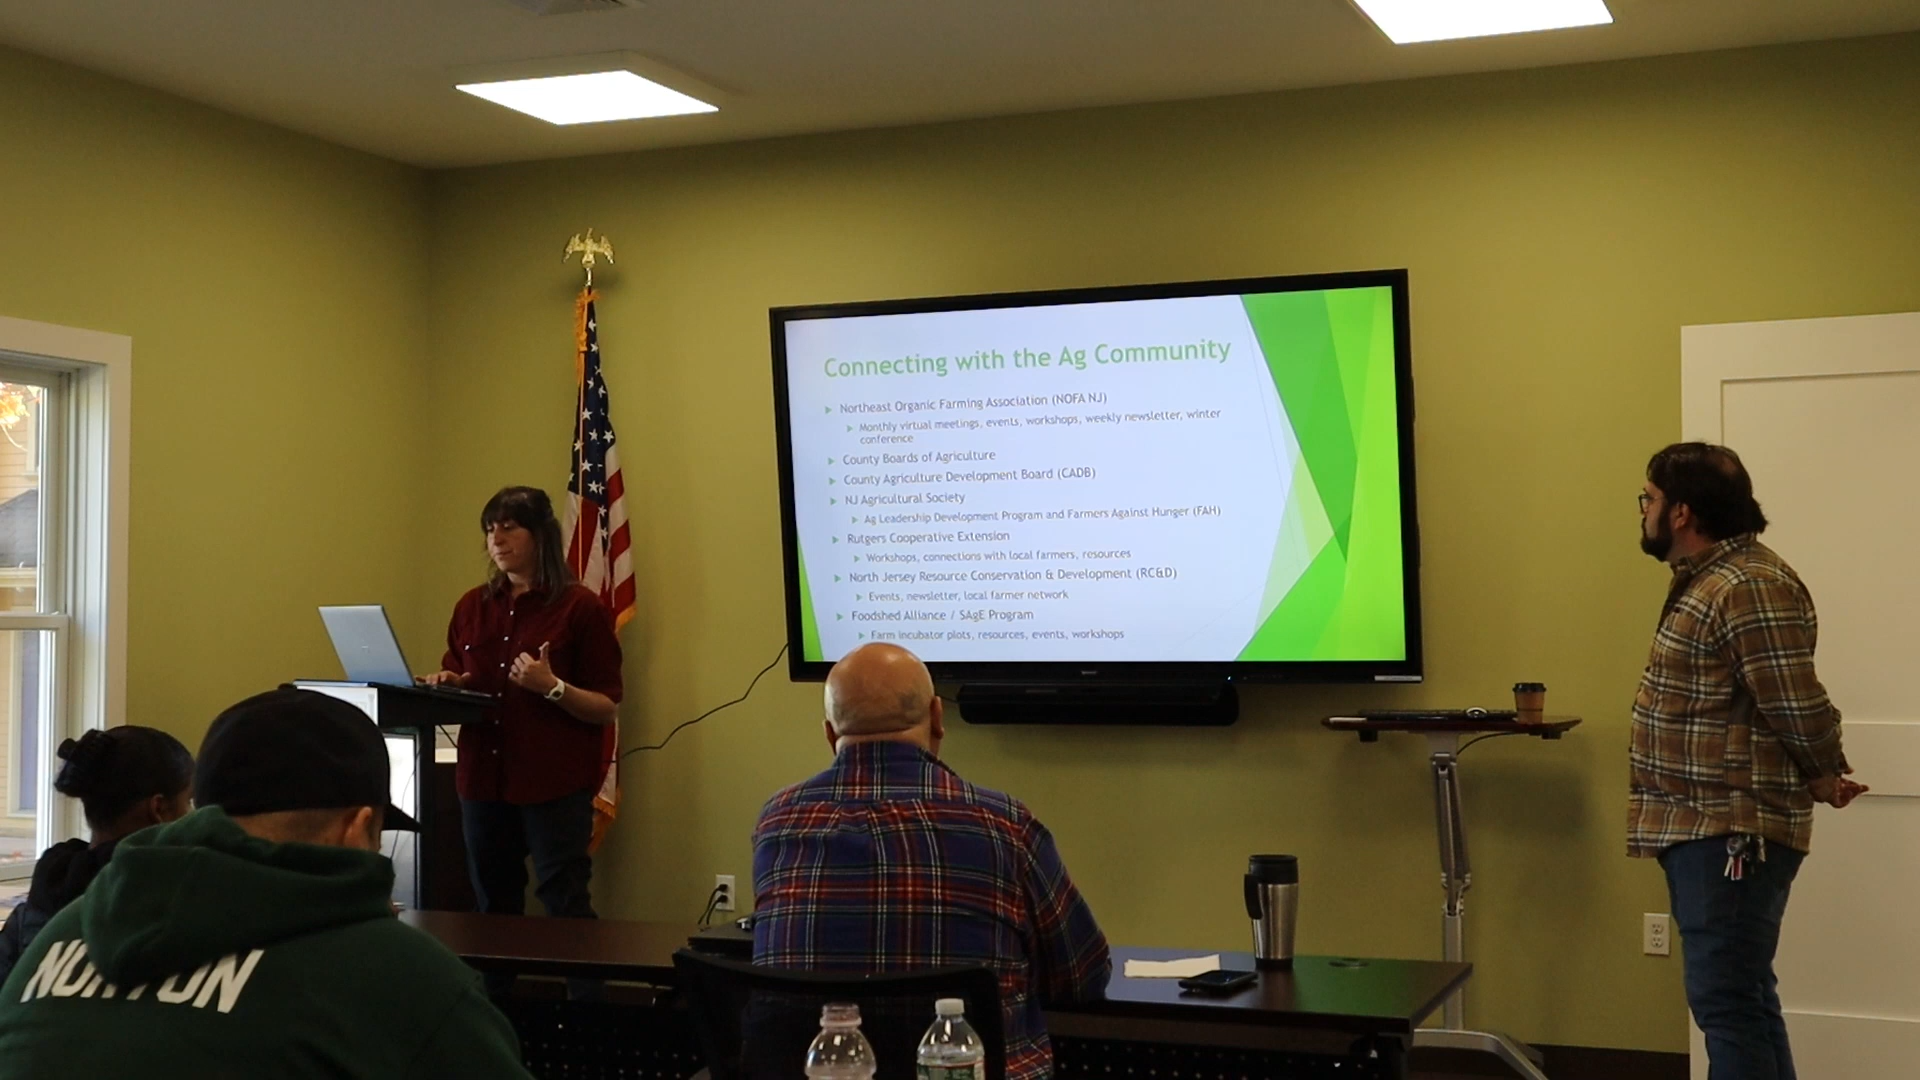 Connecting with the Ag Community
Northeast Organic Farming Association (NOFA NJ)
Monthly virtual meetings, events, workshops, weekly newsletter, winter
conference
County Boards of Agriculture
County Agriculture Development Board (CADB)
NJ Agricultural Society
Ag Leadership Development Program and Farmers Against Hunger (FAH)
Rutgers Cooperative Extension
Workshops, connections with local farmers, resources
North Jersey Resource Conservation & Development (RC&D)
Events, newsletter, local farmer network
Foodshed Alliance / SAgE Program
Farm incubator plots, resources, events, workshops